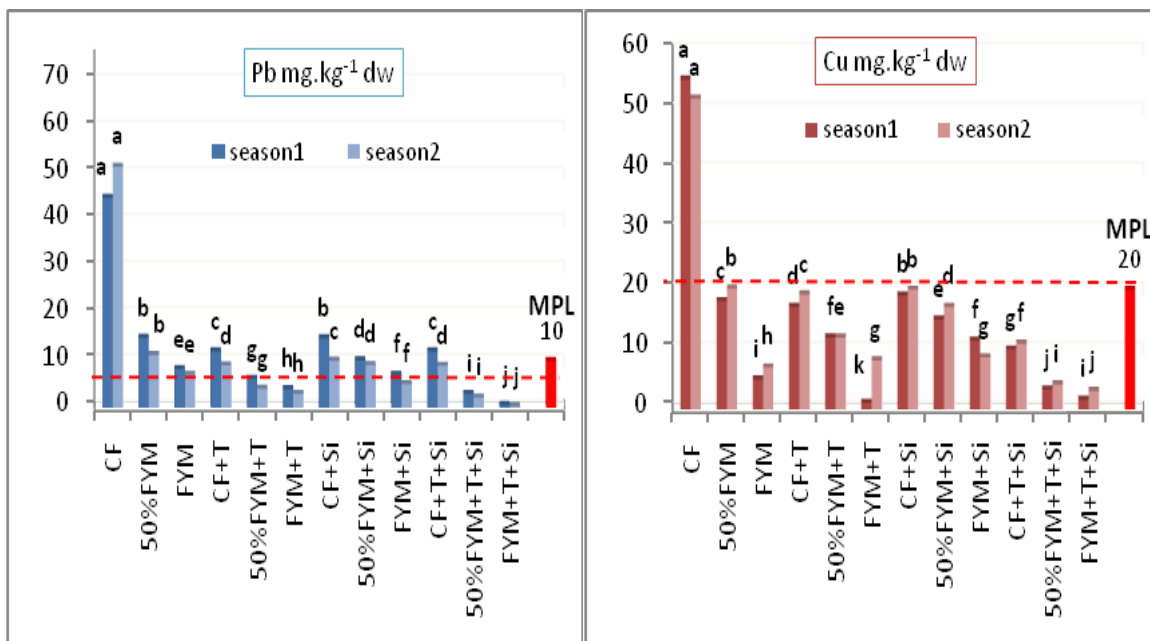 Pb mg.kg⁻¹ dw
season1 season2
70
60
50
40
30
20
10
0
a a
b b
e e
c d
g g
h h
b c
d d
f f
c d
i i
j j
MPL
10
CF
50%FYM
FYM
CF+T
50%FYM+T
FYM+T
CF+Si
50%FYM+Si
FYM+Si
CF+T+Si
50%FYM+T+Si
FYM+T+Si
Cu mg.kg⁻¹ dw
season1 season2
60
50
40
30
20
10
0
a a
c b
i h
d c
f e
k g
b b
e d
f g
g f
j i
i j
MPL
20
CF
50%FYM
FYM
CF+T
50%FYM+T
FYM+T
CF+Si
50%FYM+Si
FYM+Si
CF+T+Si
50%FYM+T+Si
FYM+T+Si